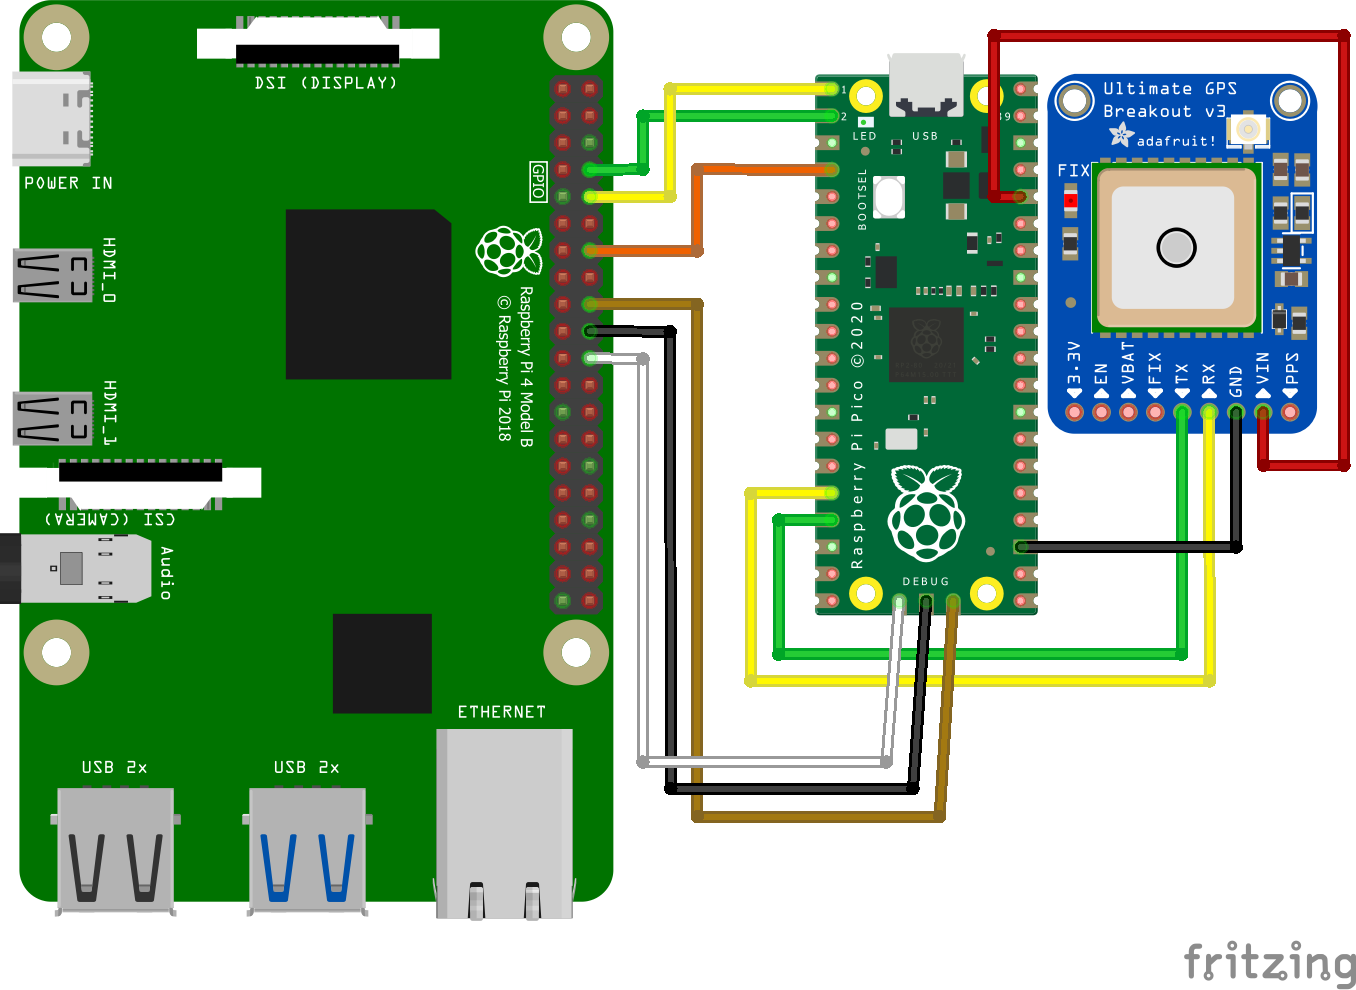 DSI (DISPLAY)
POWER IN
HDMI_0
HDMI_1
GPIO
Raspberry Pi 4 Model B
© Raspberry Pi 2018
CSI (CAMERA)
Audio
ETHERNET
USB 2x
USB 2x
1
2
39
LED
USB
BOOTSEL
Raspberry Pi Pico ©2020
DEBUG
Ultimate GPS
Breakout v3
adafruit!
FIX
3.3V
EN
VBAT
FIX
TX
RX
GND
VIN
PPS
fritzing